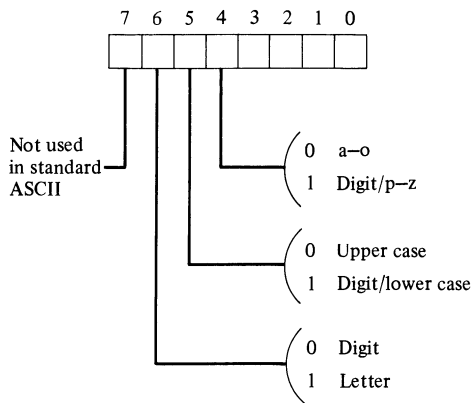 7 6 5 4 3 2 1 0
Not used
in standard
ASCII
0 a–o
1 Digit/p–z
0 Upper case
1 Digit/lower case
0 Digit
1 Letter